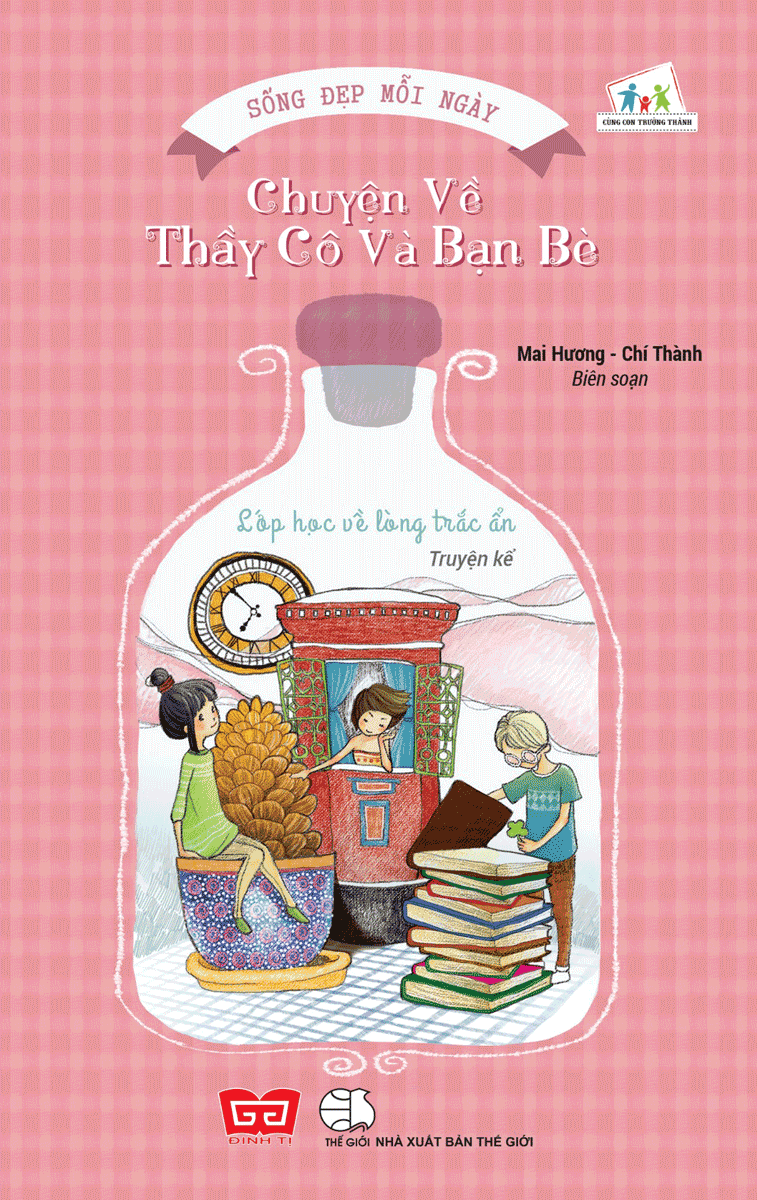 SỐNG ĐẸP MỖI NGÀY
CÙNG CON TRƯỞNG THÀNH
Chuyện Về
Thầy Cô Và Bạn Bè
Mai Hương - Chí Thành
Biên soạn
Lớp học về lòng trắc ẩn
Truyện kể
ĐINH TỊ
THẾ GIỚI NHÀ XUẤT BẢN THẾ GIỚI